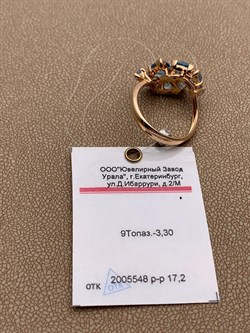 ООО"Ювелирный Завод
Урала", г.Екатеринбург,
ул.Д.Ибаррури, д.2/М
9Топаз.-3,30
ОТК 2005548 р-р 17,2